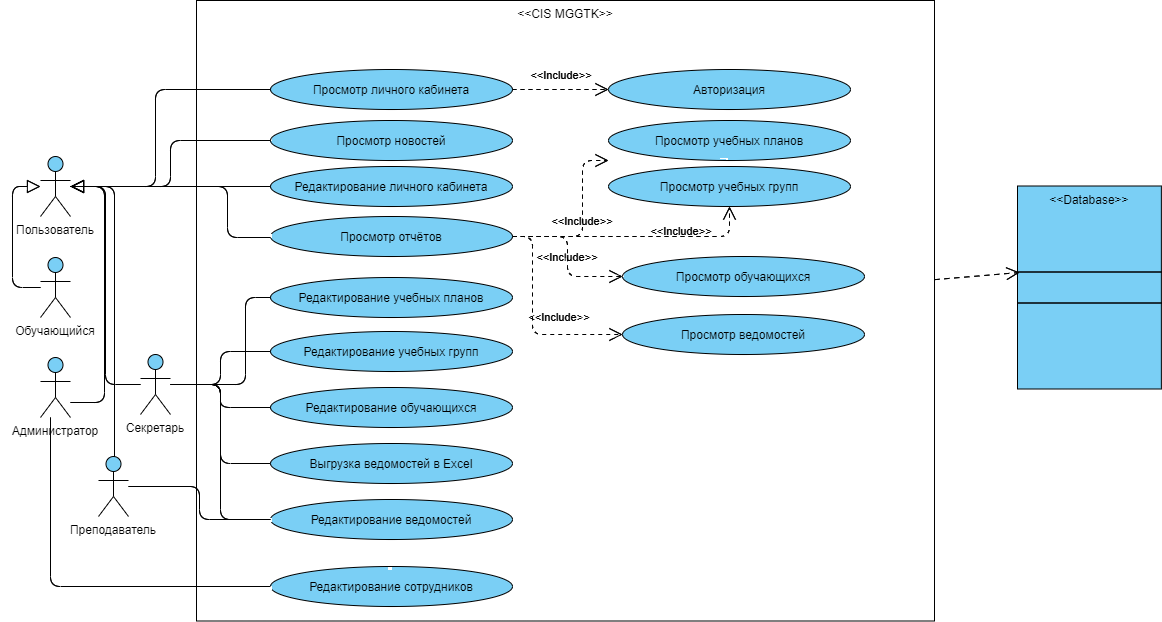 <<CIS MGGTK>>
Просмотр личного кабинета
<<Include>>
Авторизация
Просмотр новостей
Просмотр учебных планов
Редактирование личного кабинета
Просмотр учебных групп
<<Database>>
Пользователь
Просмотр отчётов
<<Include>>
<<Include>>
<<Include>>
Просмотр обучающихся
Редактирование учебных планов
<<Include>>
Обучающийся
Просмотр ведомостей
Редактирование учебных групп
Редактирование обучающихся
Администратор
Секретарь
Выгрузка ведомостей в Excel
Преподаватель
Редактирование ведомостей
Редактирование сотрудников